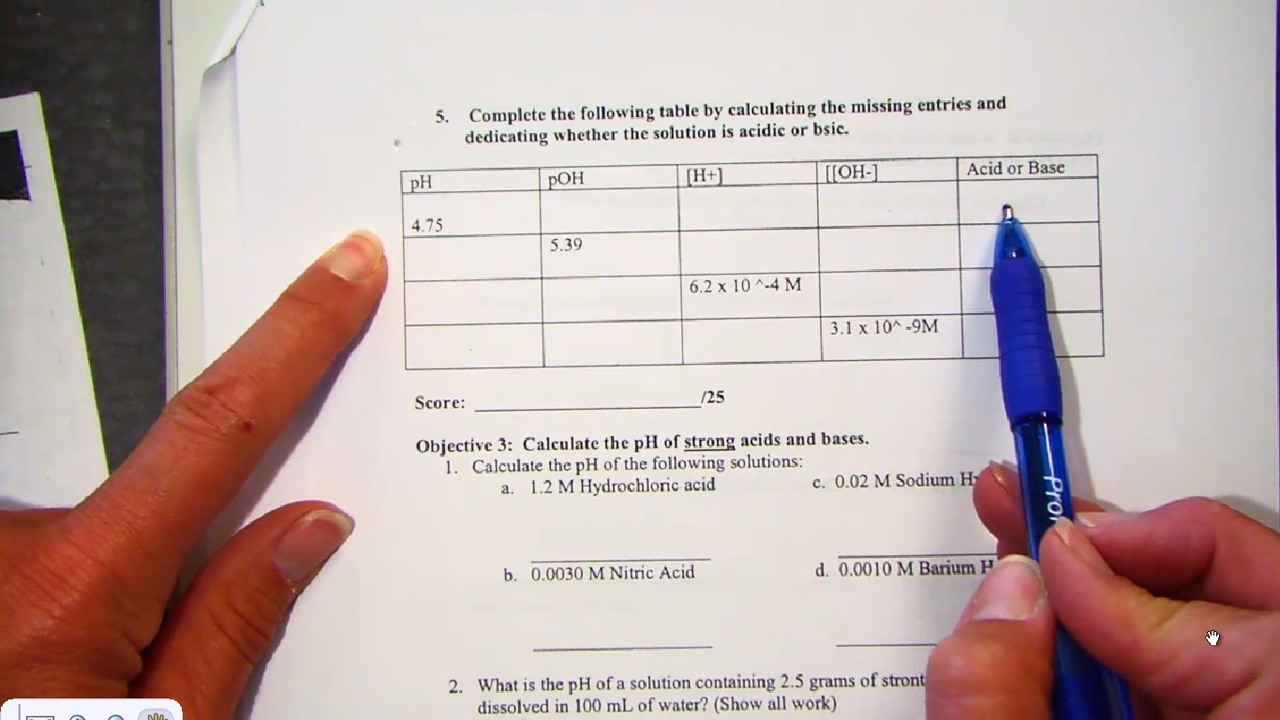 5. Complete the following table by calculating the missing entries and
dedicating whether the solution is acidic or bsic.
pH pOH [H+] [[OH-] Acid or Base
4.75
5.39
6.2 x 10 ^-4 M
3.1 x 10^ -9M
Score: ____________________/25
Objective 3: Calculate the pH of strong acids and bases.
1. Calculate the pH of the following solutions:
a. 1.2 M Hydrochloric acid c. 0.02 M Sodium
b. 0.0030 M Nitric Acid d. 0.0010 M Barium
2. What is the pH of a solution containing 2.5 grams of
dissolved in 100 mL of water? (Show all work)